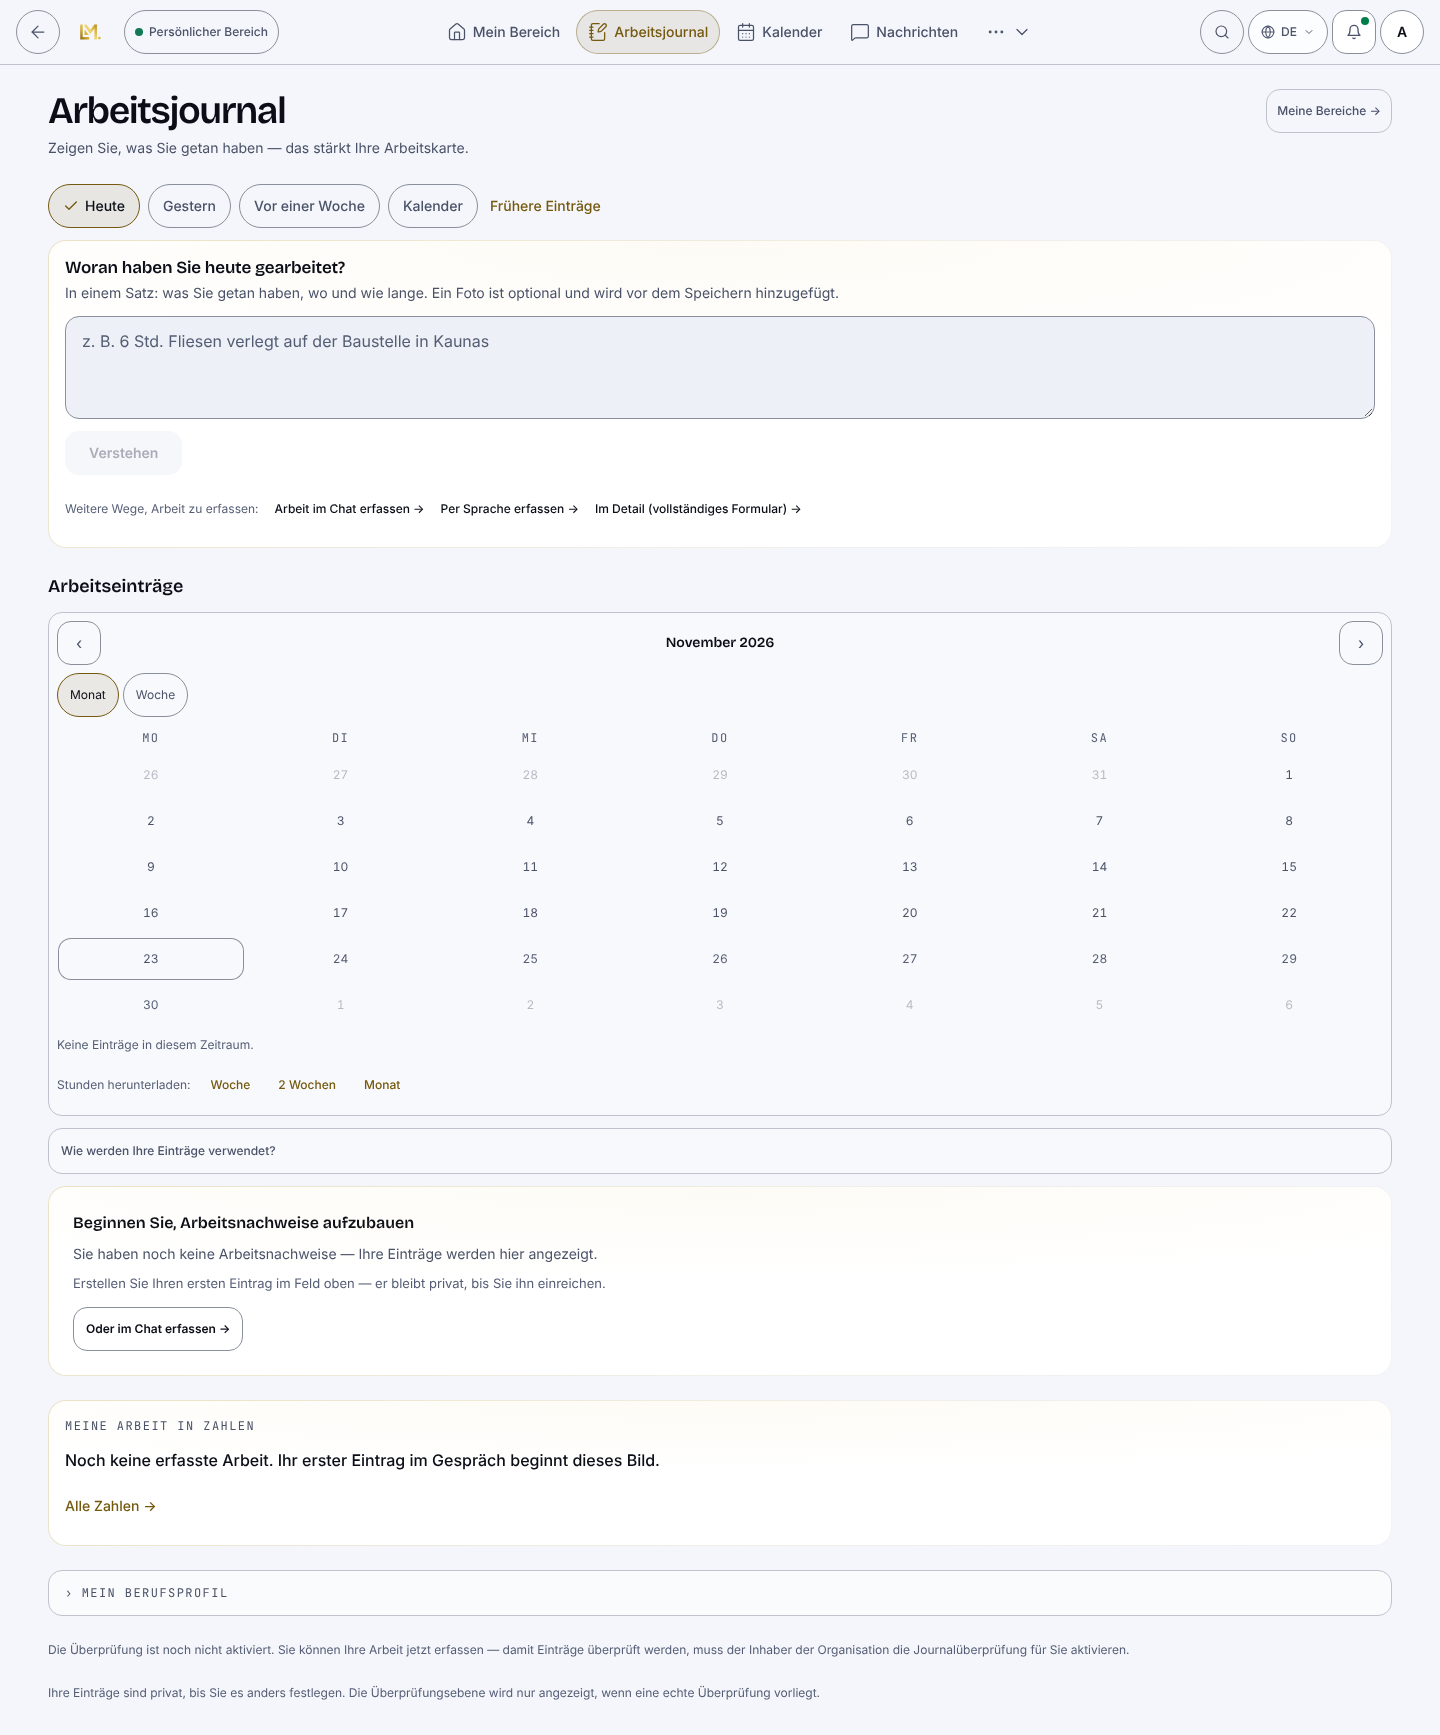 LM.
Persönlicher Bereich
Mein Bereich
Arbeitsjournal
Kalender
Nachrichten
DE
A
Arbeitsjournal
Meine Bereiche →
Zeigen Sie, was Sie getan haben — das stärkt Ihre Arbeitskarte.
Heute Gestern Vor einer Woche Kalender Frühere Einträge
Woran haben Sie heute gearbeitet?
In einem Satz: was Sie getan haben, wo und wie lange. Ein Foto ist optional und wird vor dem Speichern hinzugefügt.
z. B. 6 Std. Fliesen verlegt auf der Baustelle in Kaunas
Verstehen
Weitere Wege, Arbeit zu erfassen: Arbeit im Chat erfassen → Per Sprache erfassen → Im Detail (vollständiges Formular) →
Arbeitseinträge
‹ November 2026 ›
Monat Woche
MO DI MI DO FR SA SO
26 27 28 29 30 31 1
2 3 4 5 6 7 8
9 10 11 12 13 14 15
16 17 18 19 20 21 22
23 24 25 26 27 28 29
30 1 2 3 4 5 6
Keine Einträge in diesem Zeitraum.
Stunden herunterladen: Woche 2 Wochen Monat
Wie werden Ihre Einträge verwendet?
Beginnen Sie, Arbeitsnachweise aufzubauen
Sie haben noch keine Arbeitsnachweise — Ihre Einträge werden hier angezeigt.
Erstellen Sie Ihren ersten Eintrag im Feld oben — er bleibt privat, bis Sie ihn einreichen.
Oder im Chat erfassen →
MEINE ARBEIT IN ZAHLEN
Noch keine erfasste Arbeit. Ihr erster Eintrag im Gespräch beginnt dieses Bild.
Alle Zahlen →
› MEIN BERUFSPROFIL
Die Überprüfung ist noch nicht aktiviert. Sie können Ihre Arbeit jetzt erfassen — damit Einträge überprüft werden, muss der Inhaber der Organisation die Journalüberprüfung für Sie aktivieren.
Ihre Einträge sind privat, bis Sie es anders festlegen. Die Überprüfungsebene wird nur angezeigt, wenn eine echte Überprüfung vorliegt.